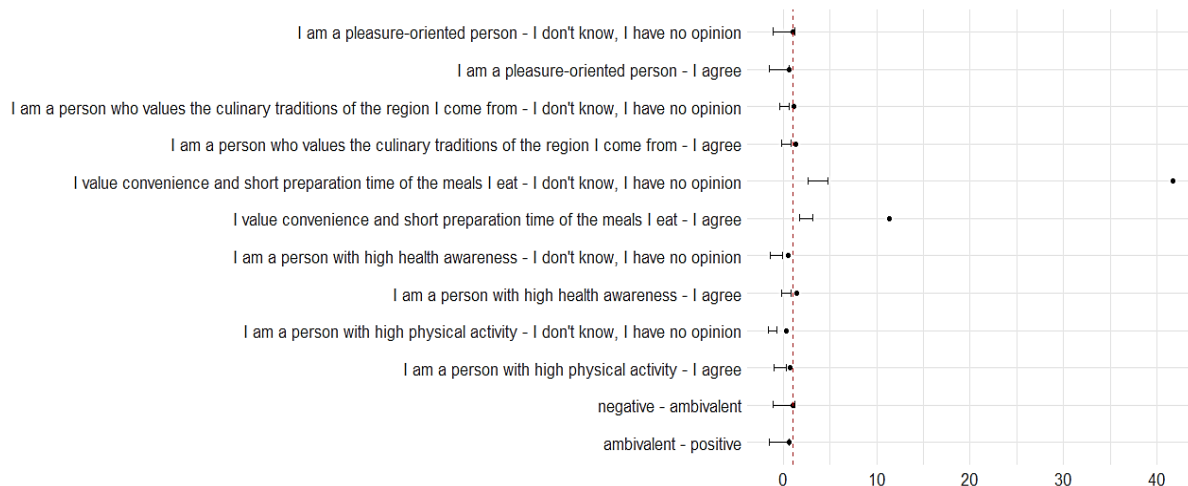 I am a pleasure-oriented person - I don't know, I have no opinion
I am a pleasure-oriented person - I agree
I am a person who values the culinary traditions of the region I come from - I don't know, I have no opinion
I am a person who values the culinary traditions of the region I come from - I agree
I value convenience and short preparation time of the meals I eat - I don't know, I have no opinion
I value convenience and short preparation time of the meals I eat - I agree
I am a person with high health awareness - I don't know, I have no opinion
I am a person with high health awareness - I agree
I am a person with high physical activity - I don't know, I have no opinion
I am a person with high physical activity - I agree
negative - ambivalent
ambivalent - positive
0 10 20 30 40